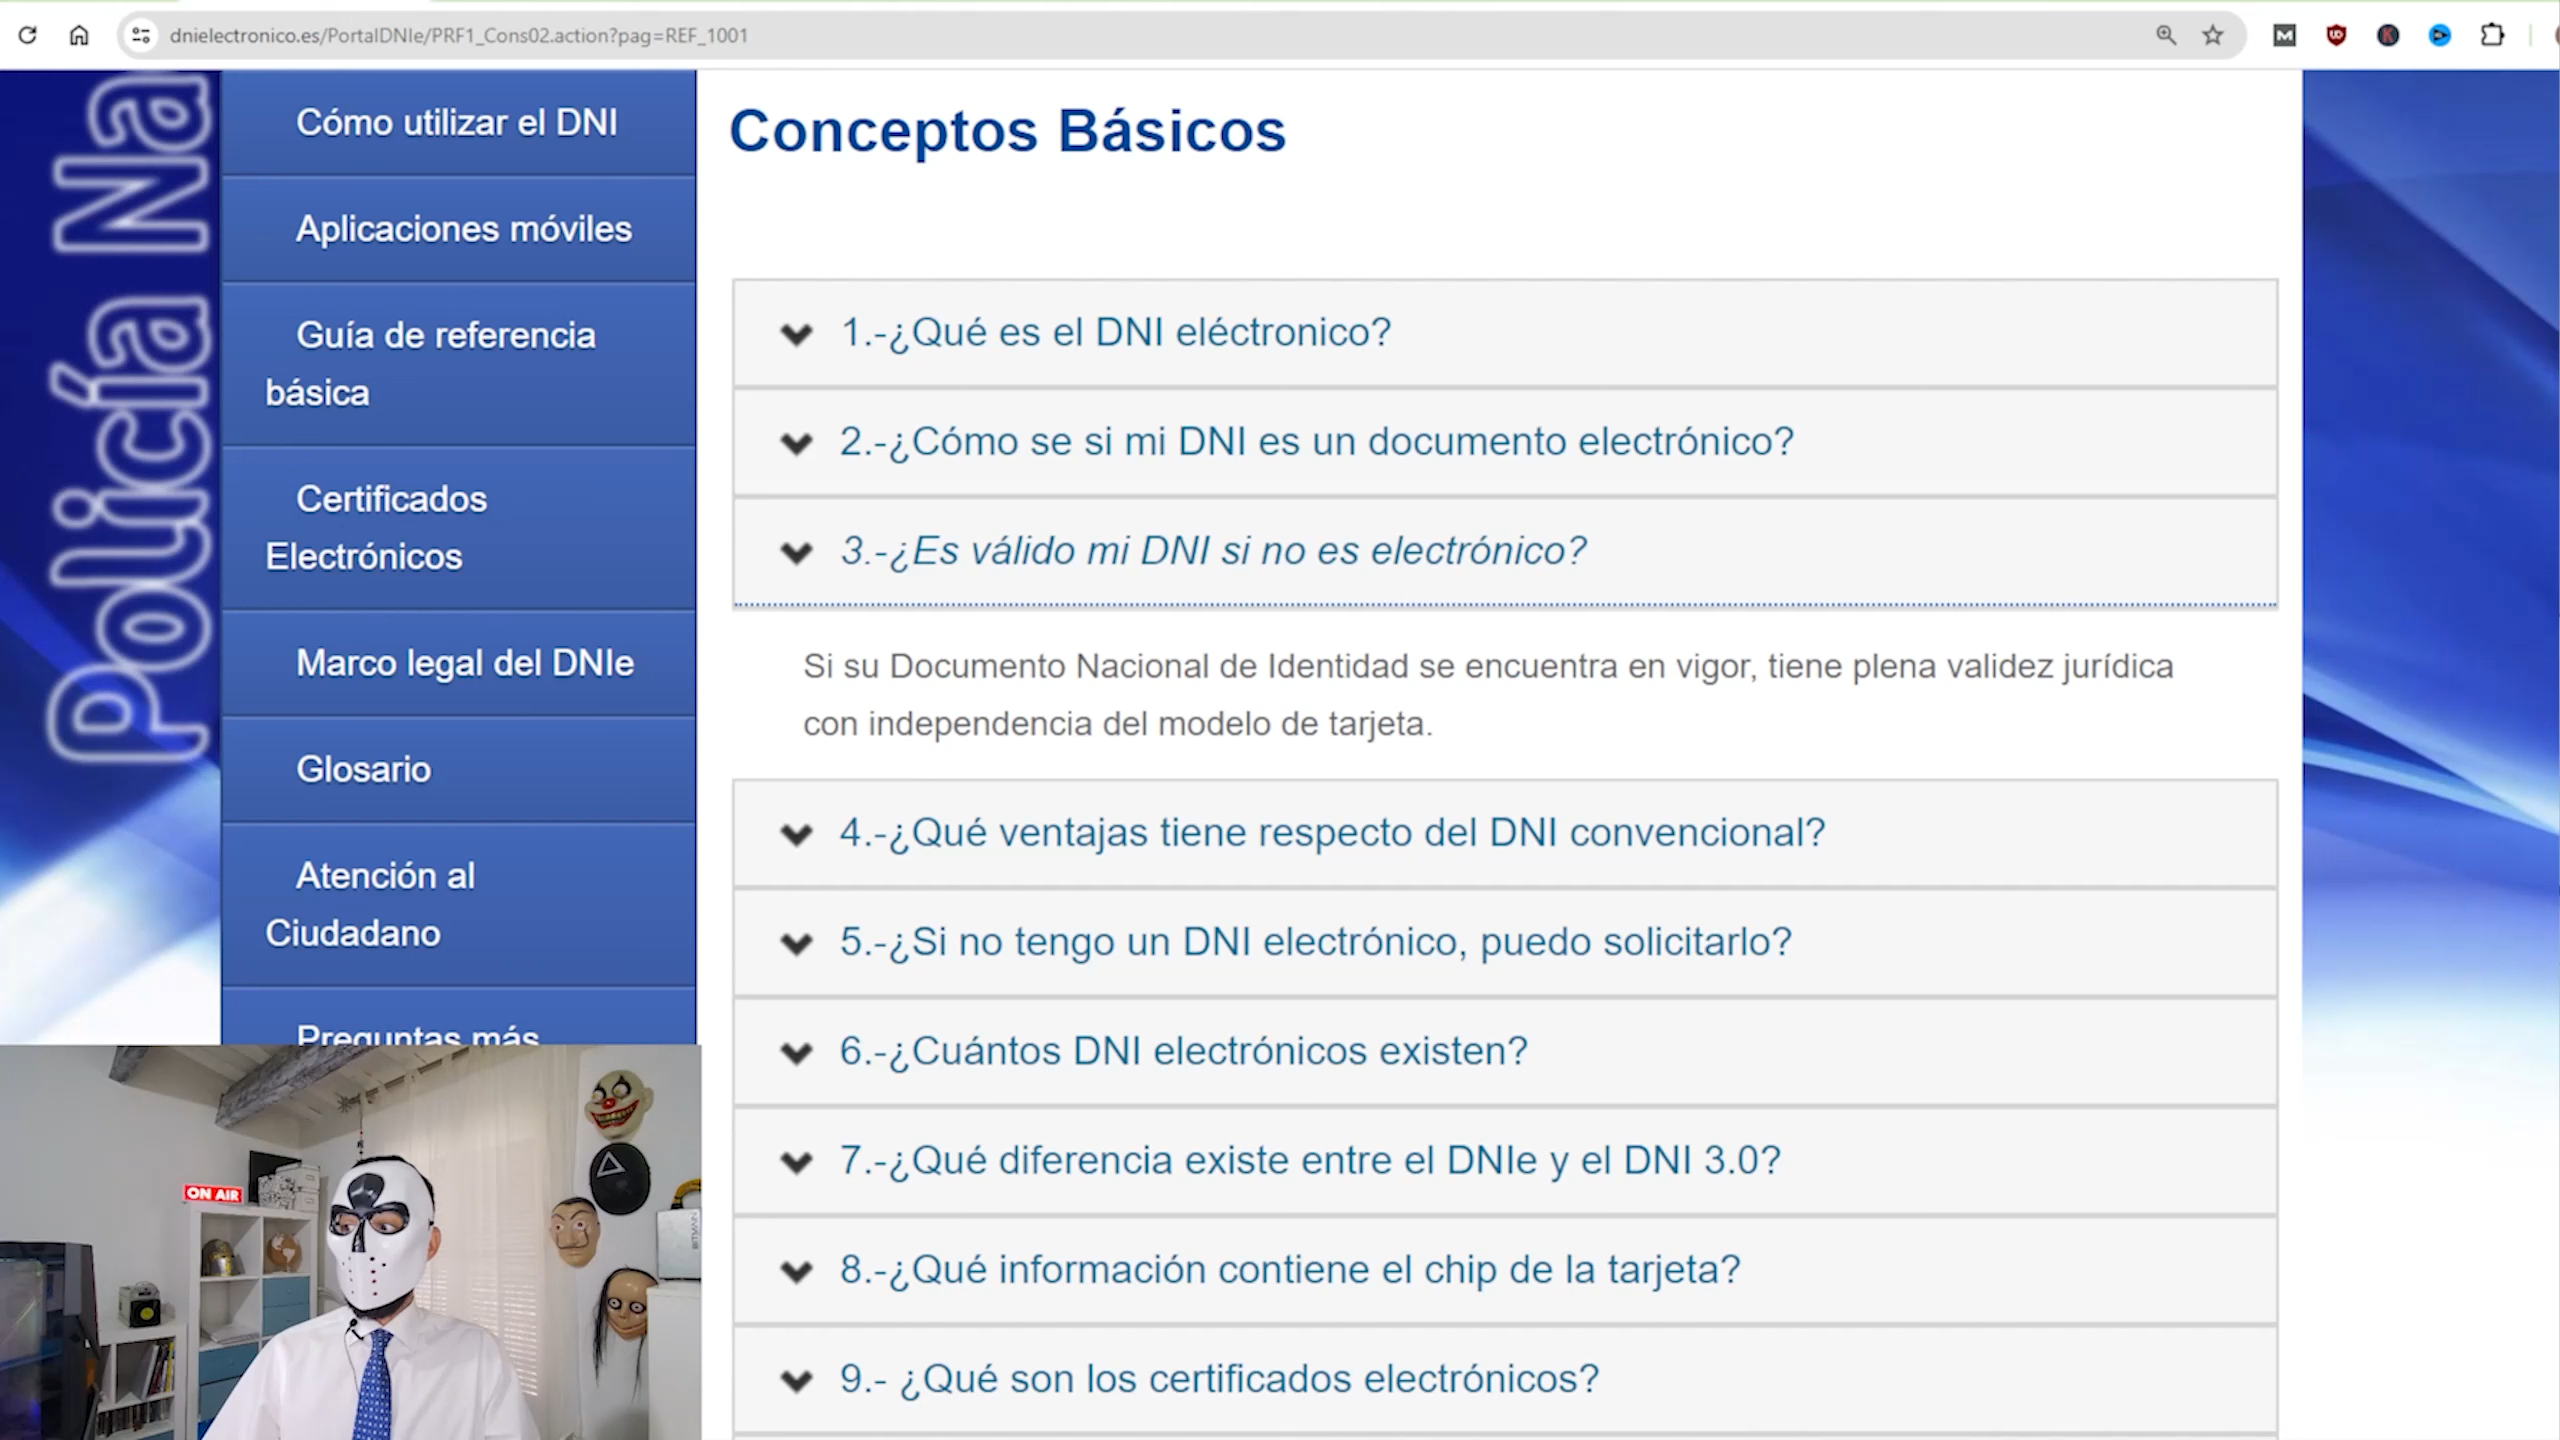 dnielectronico.es/PortalDNIe/PRF1_Cons02.action?pag=REF_1001
Policía Na
Cómo utilizar el DNI
Aplicaciones móviles
Guía de referencia
básica
Certificados
Electrónicos
Marco legal del DNIe
Glosario
Atención al
Ciudadano
Preguntas más
Conceptos Básicos
1.-¿Qué es el DNI eléctronico?
2.-¿Cómo se si mi DNI es un documento electrónico?
3.-¿Es válido mi DNI si no es electrónico?
Si su Documento Nacional de Identidad se encuentra en vigor, tiene plena validez jurídica
con independencia del modelo de tarjeta.
4.-¿Qué ventajas tiene respecto del DNI convencional?
5.-¿Si no tengo un DNI electrónico, puedo solicitarlo?
6.-¿Cuántos DNI electrónicos existen?
7.-¿Qué diferencia existe entre el DNIe y el DNI 3.0?
8.-¿Qué información contiene el chip de la tarjeta?
9.- ¿Qué son los certificados electrónicos?
ON AIR